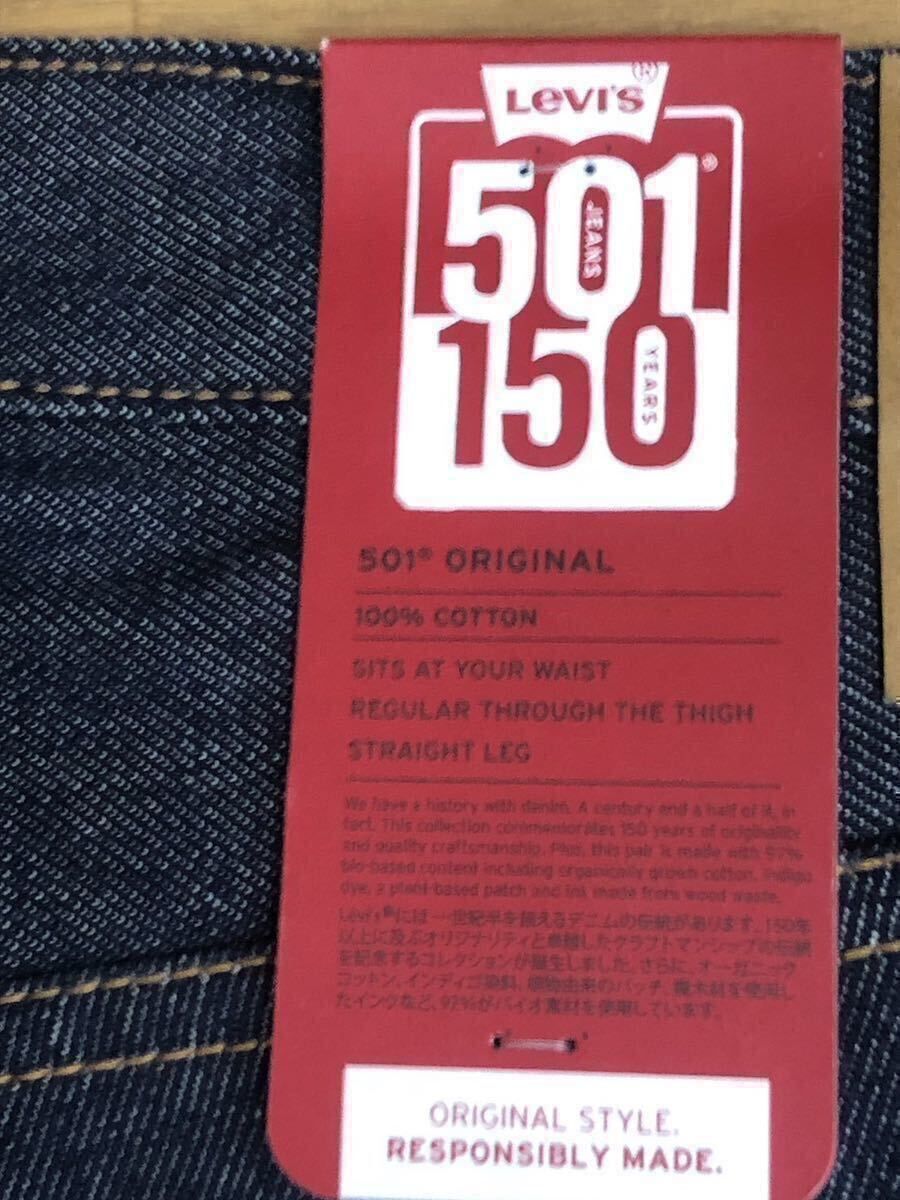 LEVI'S®
501®
JEANS
150
YEARS
501® ORIGINAL
100% COTTON
SITS AT YOUR WAIST
REGULAR THROUGH THE THIGH
STRAIGHT LEG
We have a history with denim. A century and a half of it, in
fact. This collection commemorates 150 years of originality
and quality craftsmanship. Plus, this pair is made with 97%
bio-based content including organically grown cotton, indigo
dye, a plant-based patch and ink made from wood waste.
Levi's®には一世紀半を越えるデニムの伝統があります。150年
以上に及ぶオリジナリティと卓越したクラフトマンシップの伝統
を記念するコレクションが誕生しました。さらに、オーガニック
コットン、インディゴ染料、植物由来のパッチ、廃木材を使用し
たインクなど、97%がバイオ素材を使用しています。
ORIGINAL STYLE.
RESPONSIBLY MADE.